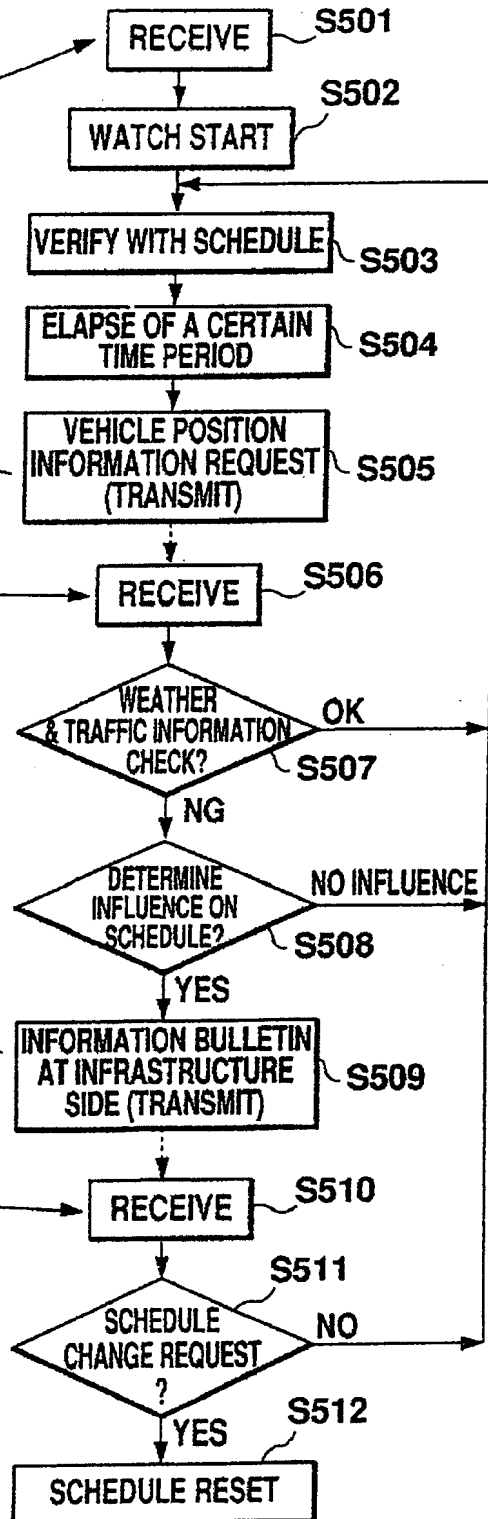 RECEIVE
S501
WATCH START
S502
VERIFY WITH SCHEDULE
S503
ELAPSE OF A CERTAIN
TIME PERIOD
S504
VEHICLE POSITION
INFORMATION REQUEST
(TRANSMIT)
S505
RECEIVE
S506
WEATHER
& TRAFFIC INFORMATION
CHECK?
OK
S507
NG
DETERMINE
INFLUENCE ON
SCHEDULE?
NO INFLUENCE
S508
YES
INFORMATION BULLETIN
AT INFRASTRUCTURE
SIDE (TRANSMIT)
S509
RECEIVE
S510
S511
SCHEDULE
CHANGE REQUEST
?
NO
YES
S512
SCHEDULE RESET